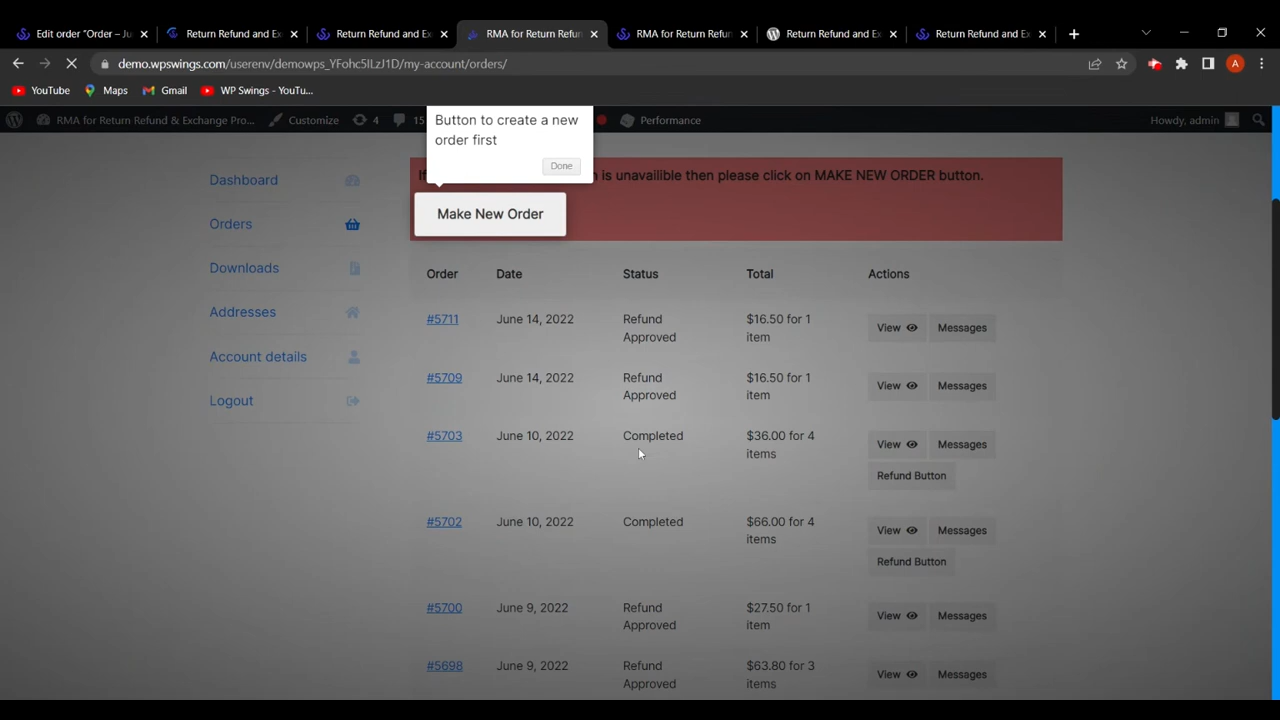 Edit order "Order – Ju
Return Refund and Ex
Return Refund and Ex
RMA for Return Refun
RMA for Return Refun
Return Refund and Ex
Return Refund and Ex
demo.wpswings.com/userenv/demowps_YFohc5ILzJ1D/my-account/orders/
A
YouTube
Maps
Gmail
WP Swings - YouTu...
RMA for Return Refund & Exchange Pro...
Customize
4
15
Performance
Howdy, admin
Button to create a new
order first
Done
is unavailible then please click on MAKE NEW ORDER button.
Make New Order
Dashboard
Orders
Downloads
Addresses
Account details
Logout
Order Date Status Total Actions
#5711 June 14, 2022 Refund $16.50 for 1 View Messages
Approved item
#5709 June 14, 2022 Refund $16.50 for 1 View Messages
Approved item
#5703 June 10, 2022 Completed $36.00 for 4 View Messages
items
Refund Button
#5702 June 10, 2022 Completed $66.00 for 4 View Messages
items
Refund Button
#5700 June 9, 2022 Refund $27.50 for 1 View Messages
Approved item
#5698 June 9, 2022 Refund $63.80 for 3 View Messages
Approved items